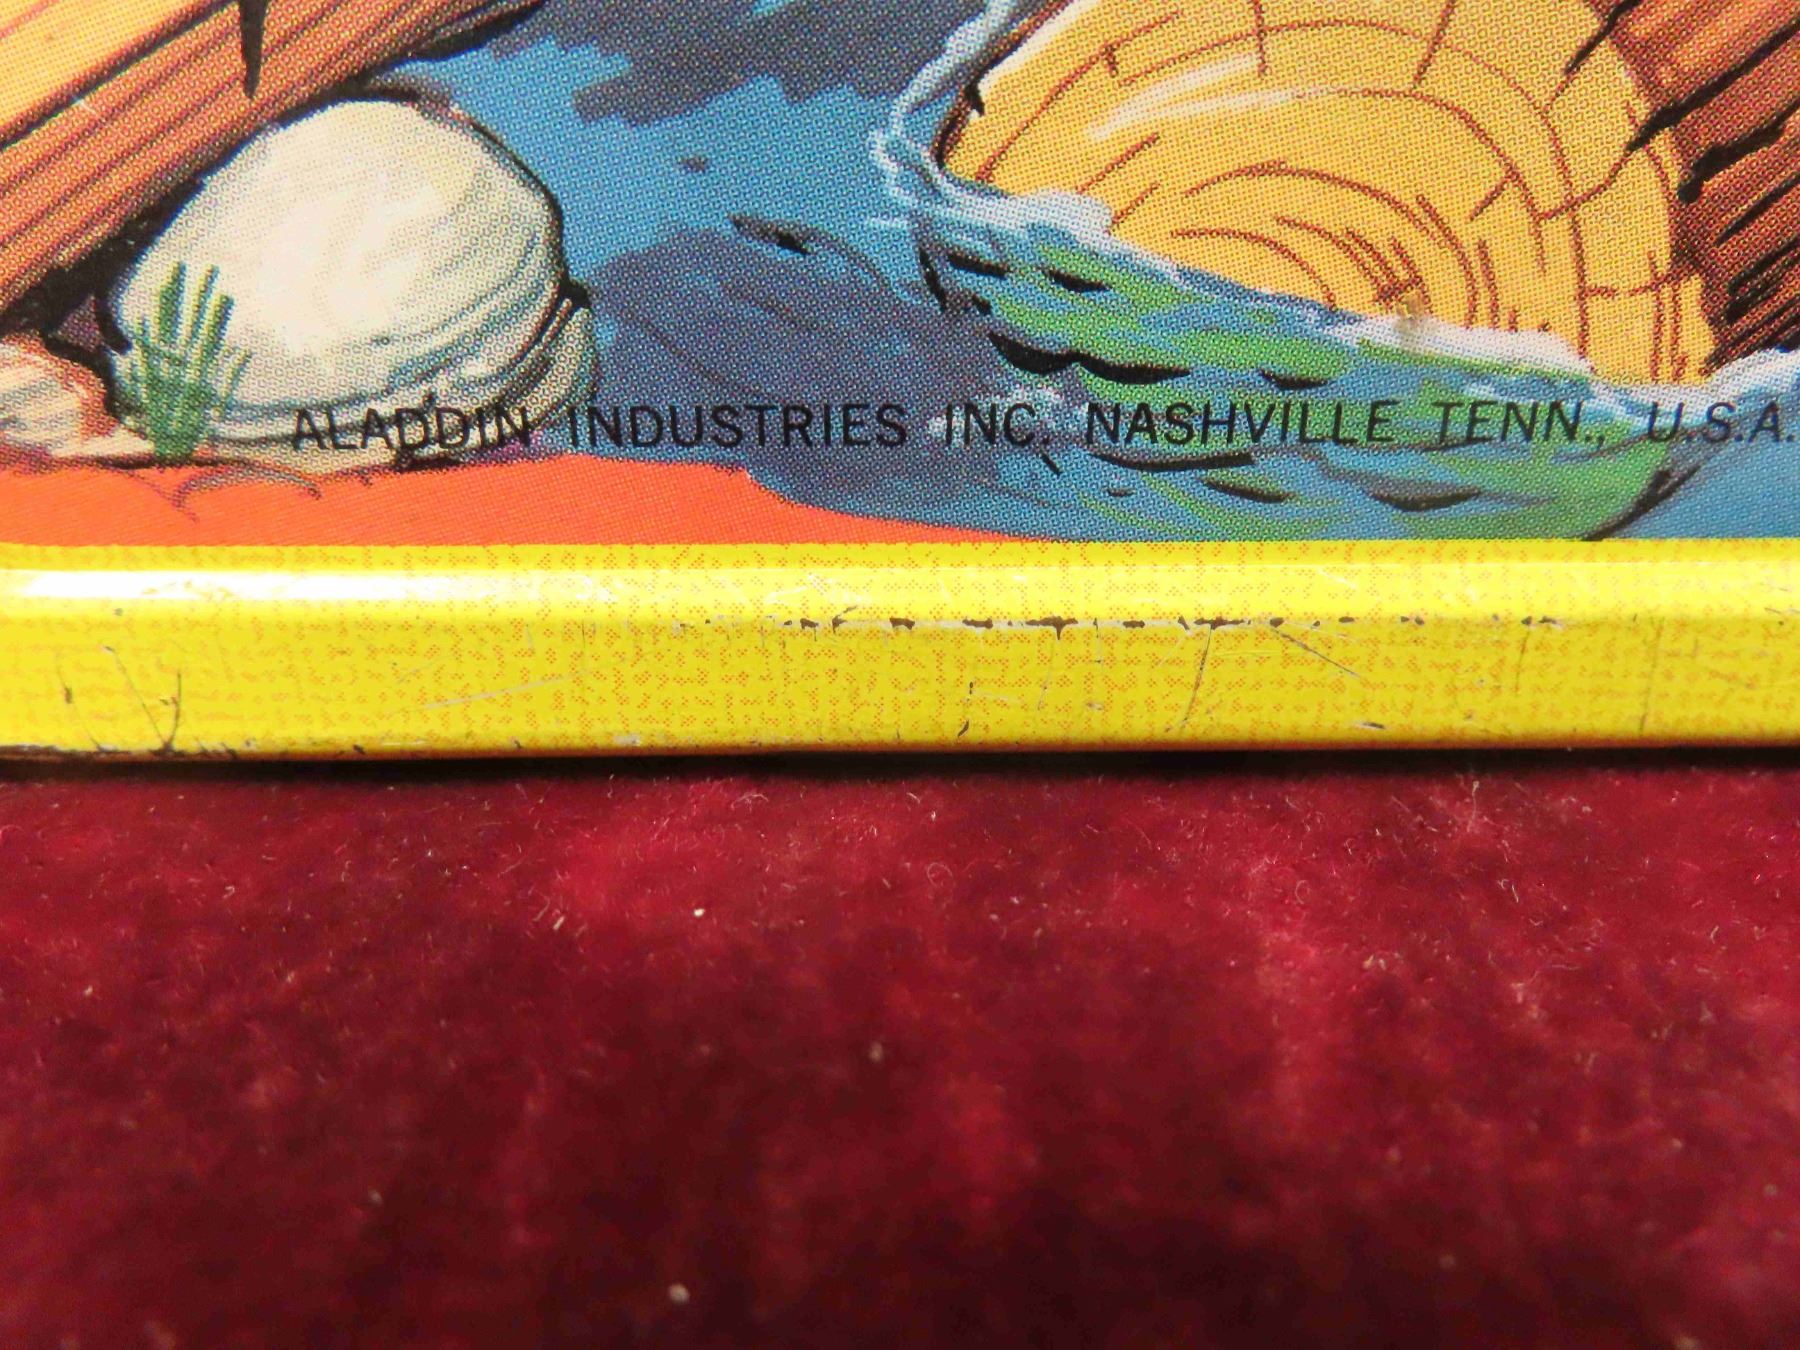 ALADDIN INDUSTRIES INC. NASHVILLE TENN., U.S.A.